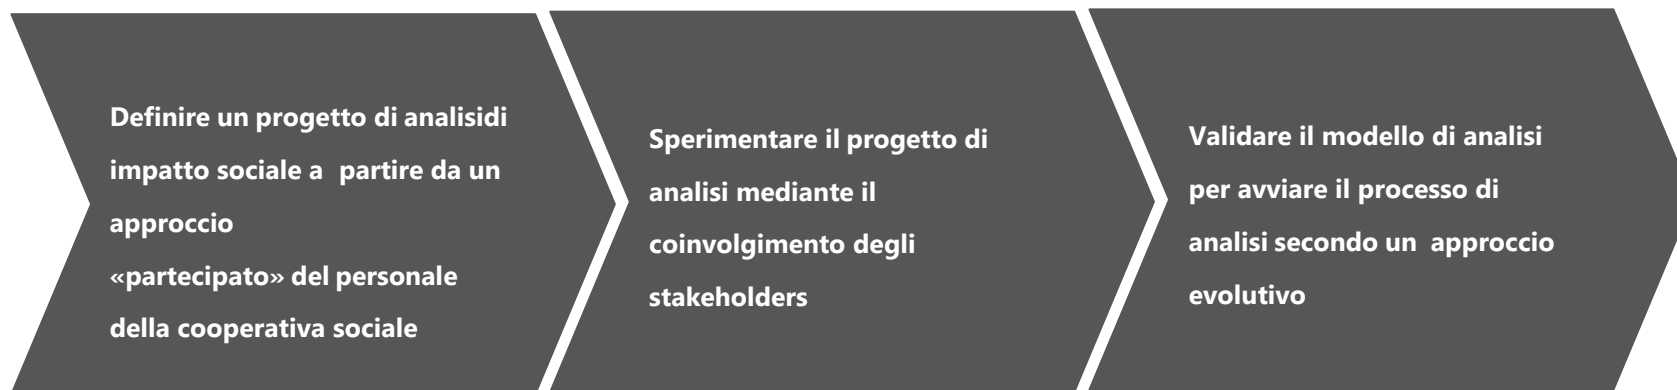 Definire un progetto di analisidi
impatto sociale a partire da un
approccio
«partecipato» del personale
della cooperativa sociale
Sperimentare il progetto di
analisi mediante il
coinvolgimento degli
stakeholders
Validare il modello di analisi
per avviare il processo di
analisi secondo un approccio
evolutivo